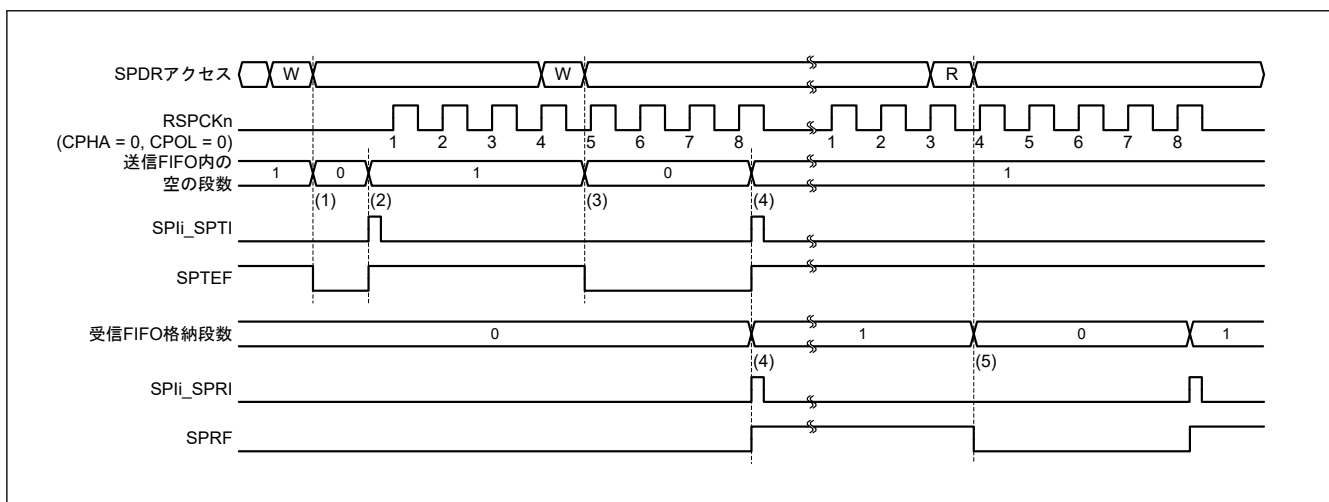 SPDRアクセス W W R
RSPCKn
(CPHA = 0, CPOL = 0)
1 2 3 4 5 6 7 8 1 2 3 4 5 6 7 8
送信FIFO内の
空の段数
1 0 1 0 1
(1) (2) (3) (4)
SPIi_SPTI
SPTEF
受信FIFO格納段数 0 1 0 1
(4) (5)
SPIi_SPRI
SPRF